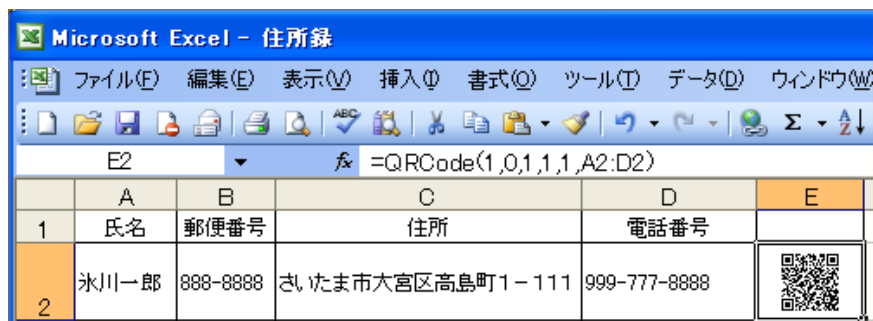 Microsoft Excel - 住所録
ファイル(F) 編集(E) 表示(V) 挿入(I) 書式(O) ツール(T) データ(D) ウィンドウ(W)
ABC Σ A Z
E2 fx =QRCode(1,0,1,1,1,A2:D2)
A B C D E
1 氏名 郵便番号 住所 電話番号
2 氷川一郎 888-8888 さいたま市大宮区高島町1-111 999-777-8888